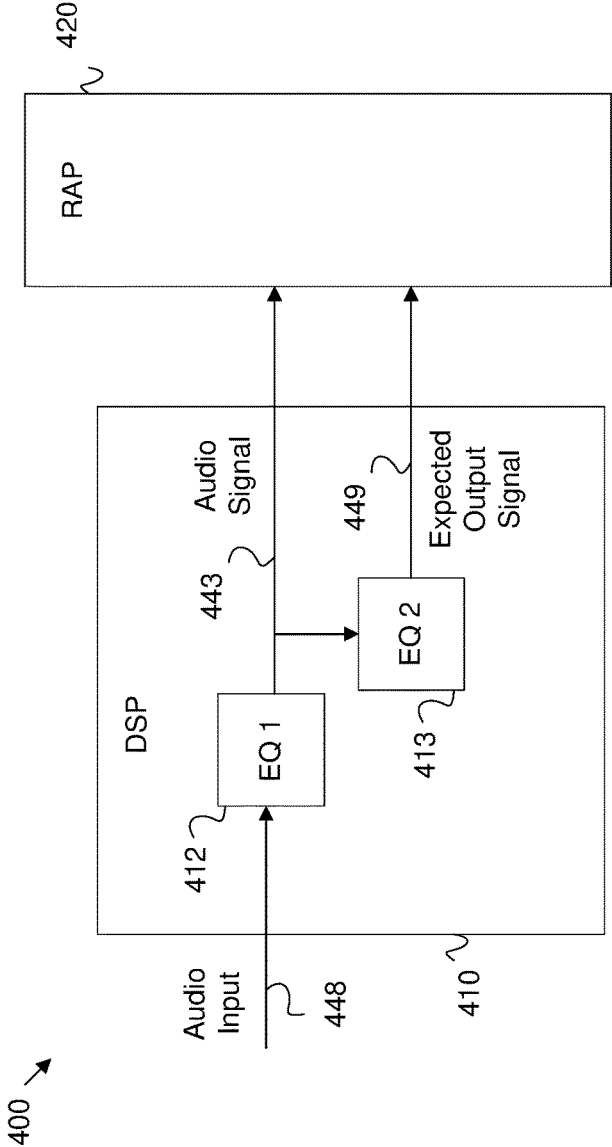 400
Audio
Input
448
410
DSP
412
EQ 1
443
Audio
Signal
413
EQ 2
449
Expected
Output
Signal
RAP
420